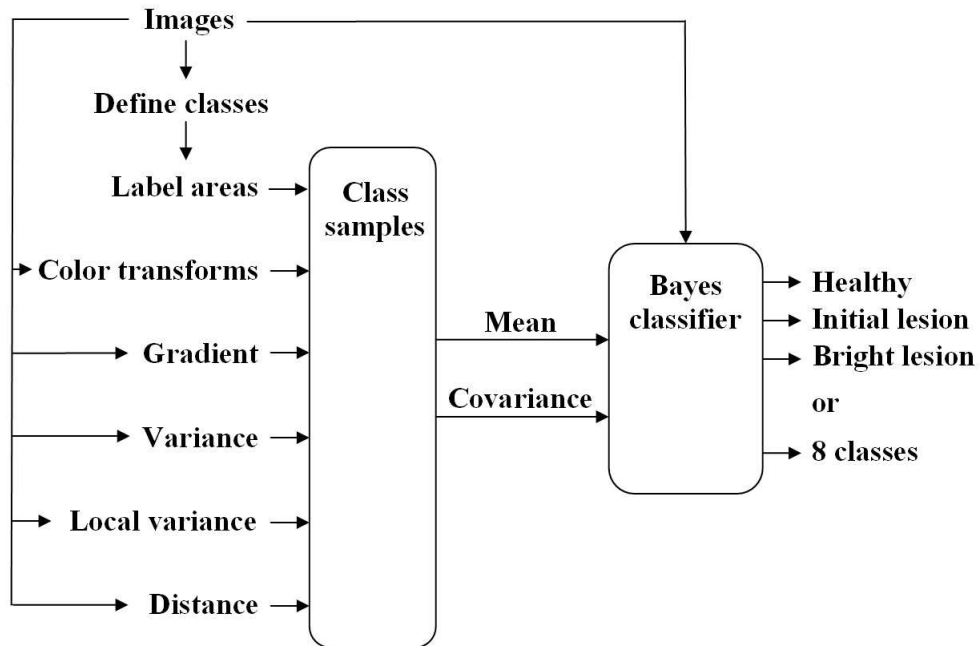 Images
Define classes
Label areas
Color transforms
Gradient
Variance
Local variance
Distance
Class
samples
Mean
Covariance
Bayes
classifier
Healthy
Initial lesion
Bright lesion
or
8 classes